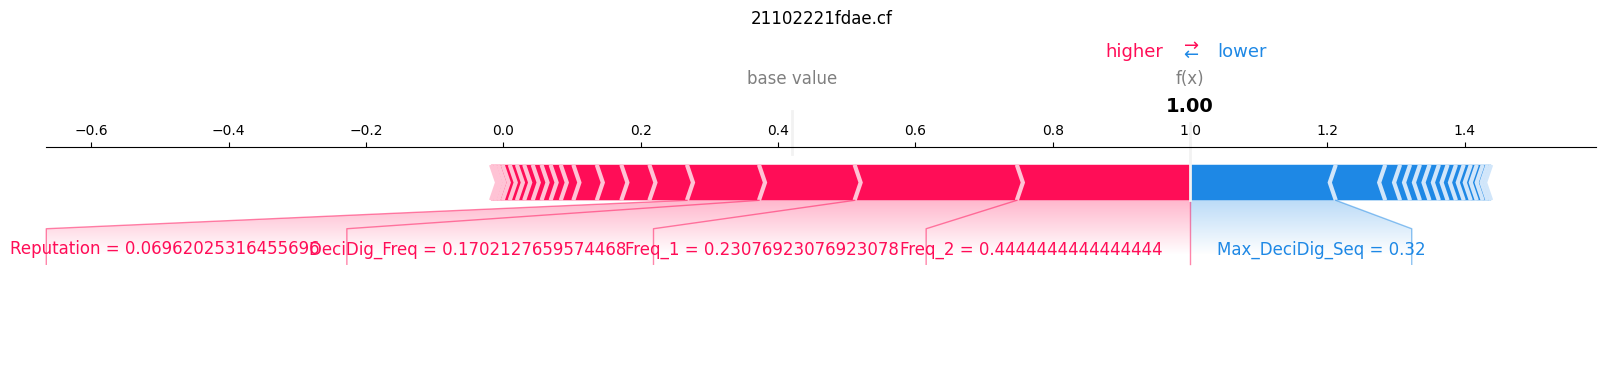 21102221fdae.cf
higher ⇄ lower
base value f(x)
1.00
−0.6 −0.4 −0.2 0.0 0.2 0.4 0.6 0.8 1.0 1.2 1.4
Reputation = 0.06962025316455696 DeciDig_Freq = 0.1702127659574468 Freq_1 = 0.23076923076923078 Freq_2 = 0.4444444444444444 Max_DeciDig_Seq = 0.32